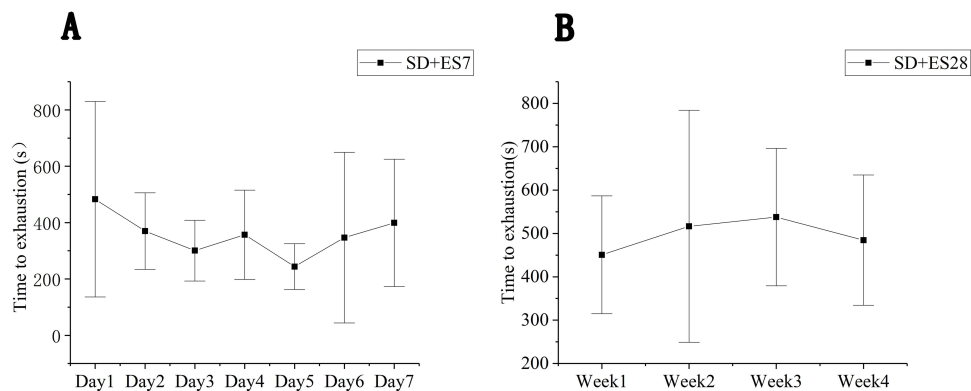 A
SD+ES7
Time to exhaustion (s)
800
600
400
200
0
Day1 Day2 Day3 Day4 Day5 Day6 Day7
B
SD+ES28
Time to exhaustion(s)
800
700
600
500
400
300
200
Week1 Week2 Week3 Week4